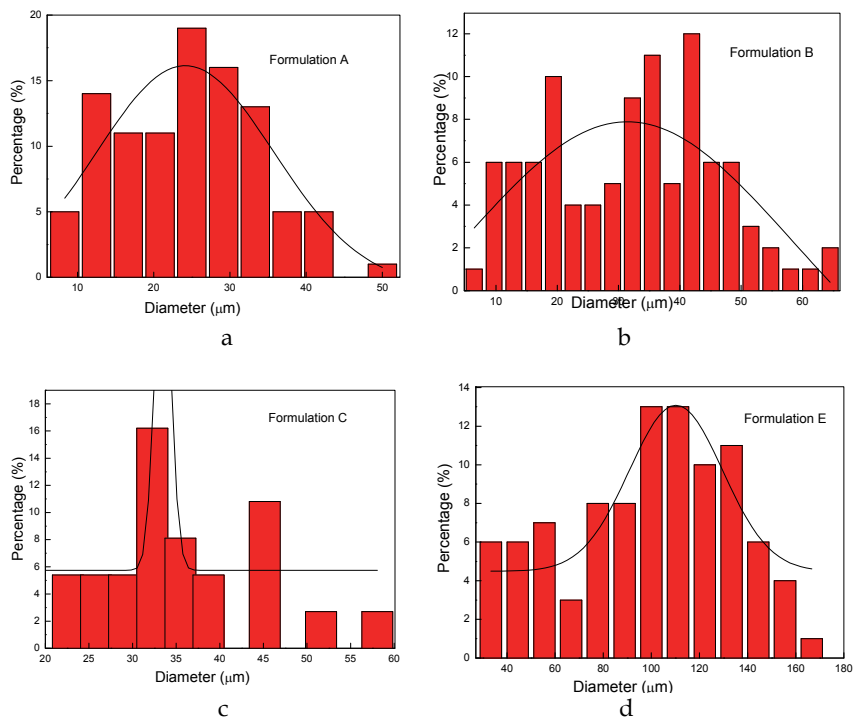 20
15
10
5
0
Percentage (%)
Formulation A
10 20 30 40 50
Diameter (μm)
a
12
10
8
6
4
2
0
Percentage (%)
Formulation B
10 20 30 40 50 60
Diameter (μm)
b
18
16
14
12
10
8
6
4
2
0
Percentage (%)
Formulation C
20 25 30 35 40 45 50 55 60
Diameter (μm)
c
14
12
10
8
6
4
2
0
Percentage (%)
Formulation E
40 60 80 100 120 140 160 180
Diameter (μm)
d